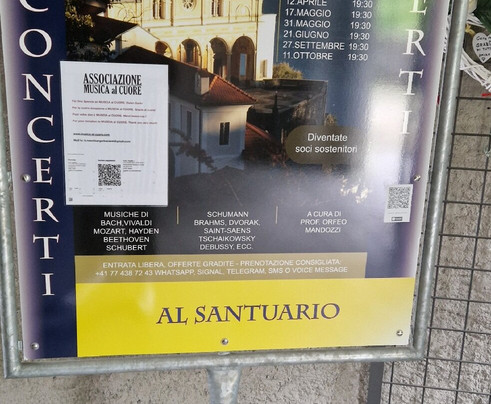 CONCERTI
12.APRILE 19:30
17.MAGGIO 19:30
31.MAGGIO 19:30
21.GIUGNO 19:30
27.SETTEMBRE 19:30
11.OTTOBRE 19:30
ERTI
ASSOCIAZIONE
MUSICA al CUORE
Diventate
soci sostenitori
MUSICHE DI
BACH,VIVALDI
MOZART, HAYDEN
BEETHOVEN
SCHUBERT
SCHUMANN
BRAHMS, DVORAK,
SAINT-SAENS
TSCHAIKOWSKY
DEBUSSY, ECC.
A CURA DI
PROF. ORFEO
MANDOZZI
ENTRATA LIBERA, OFFERTE GRADITE - PRENOTAZIONE CONSIGLIATA:
+41 77 438 72 43 WHATSAPP, SIGNAL, TELEGRAM, SMS O VOICE MESSAGE
AL SANTUARIO